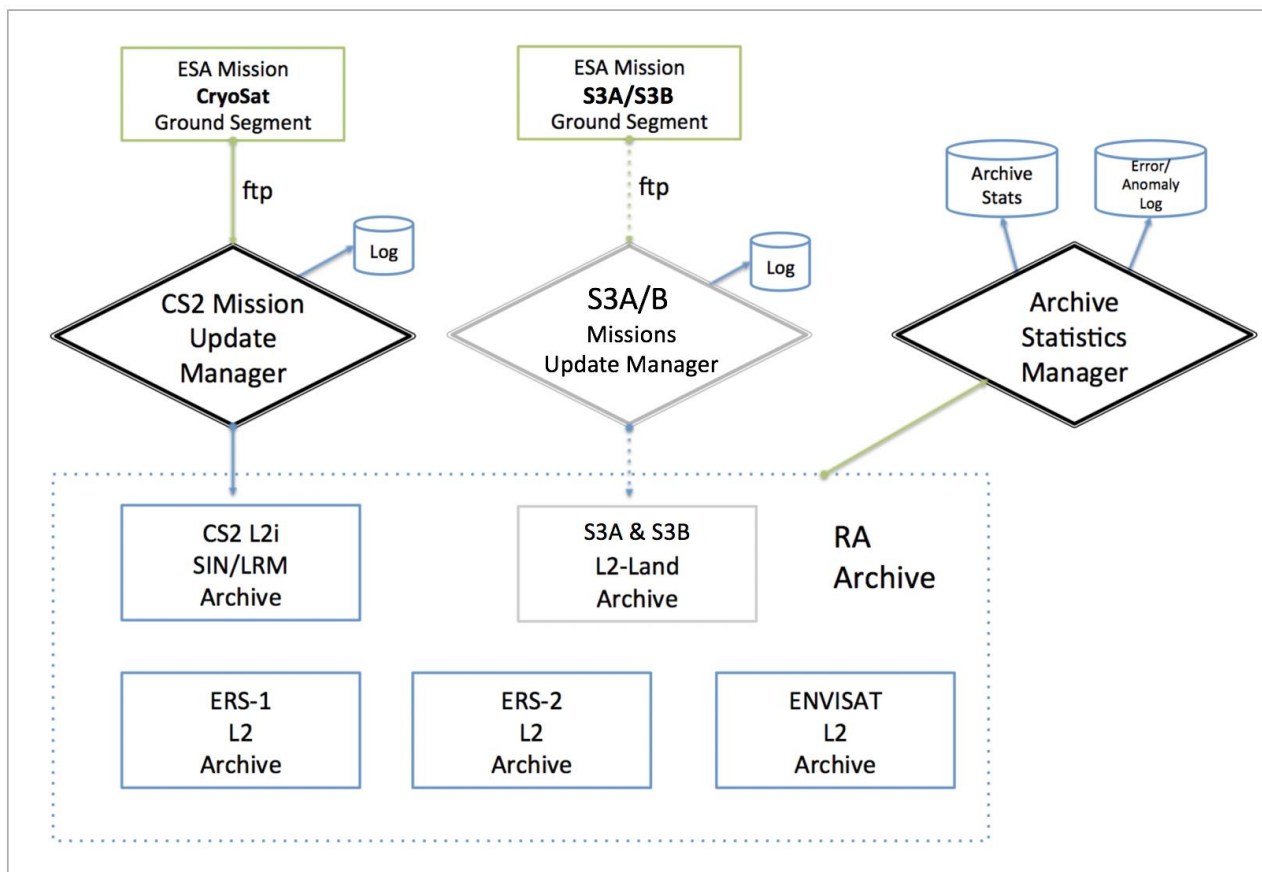 ESA Mission
CryoSat
Ground Segment
ESA Mission
S3A/S3B
Ground Segment
ftp
ftp
Archive
Stats
Error/
Anomaly
Log
Log
Log
CS2 Mission
Update
Manager
S3A/B
Missions
Update Manager
Archive
Statistics
Manager
CS2 L2i
SIN/LRM
Archive
S3A & S3B
L2-Land
Archive
RA
Archive
ERS-1
L2
Archive
ERS-2
L2
Archive
ENVISAT
L2
Archive